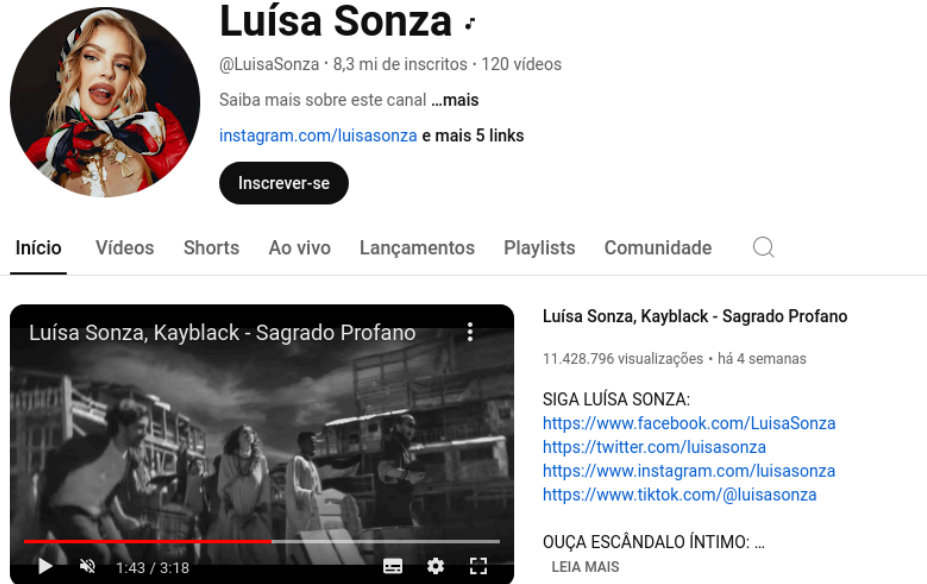 Luísa Sonza
@LuisaSonza · 8,3 mi de inscritos · 120 vídeos
Saiba mais sobre este canal ...mais
instagram.com/luisasonza e mais 5 links
Inscrever-se
Início Vídeos Shorts Ao vivo Lançamentos Playlists Comunidade
Luísa Sonza, Kayblack - Sagrado Profano
1:43 / 3:18
Luísa Sonza, Kayblack - Sagrado Profano
11.428.796 visualizações • há 4 semanas
SIGA LUÍSA SONZA:
https://www.facebook.com/LuisaSonza
https://twitter.com/luisasonza
https://www.instagram.com/luisasonza
https://www.tiktok.com/@luisasonza
OUÇA ESCÂNDALO ÍNTIMO: ...
LEIA MAIS